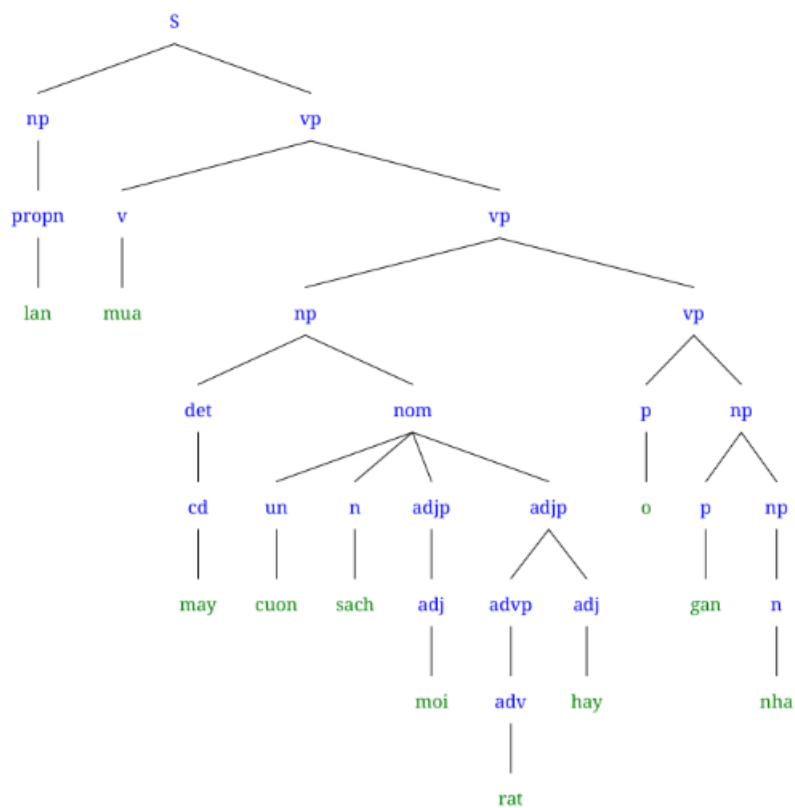 S
np vp
propn v vp
lan mua np vp
det nom p np
cd un n adjp adjp o p np
may cuon sach adj advp adj gan n
moi adv hay nha
rat